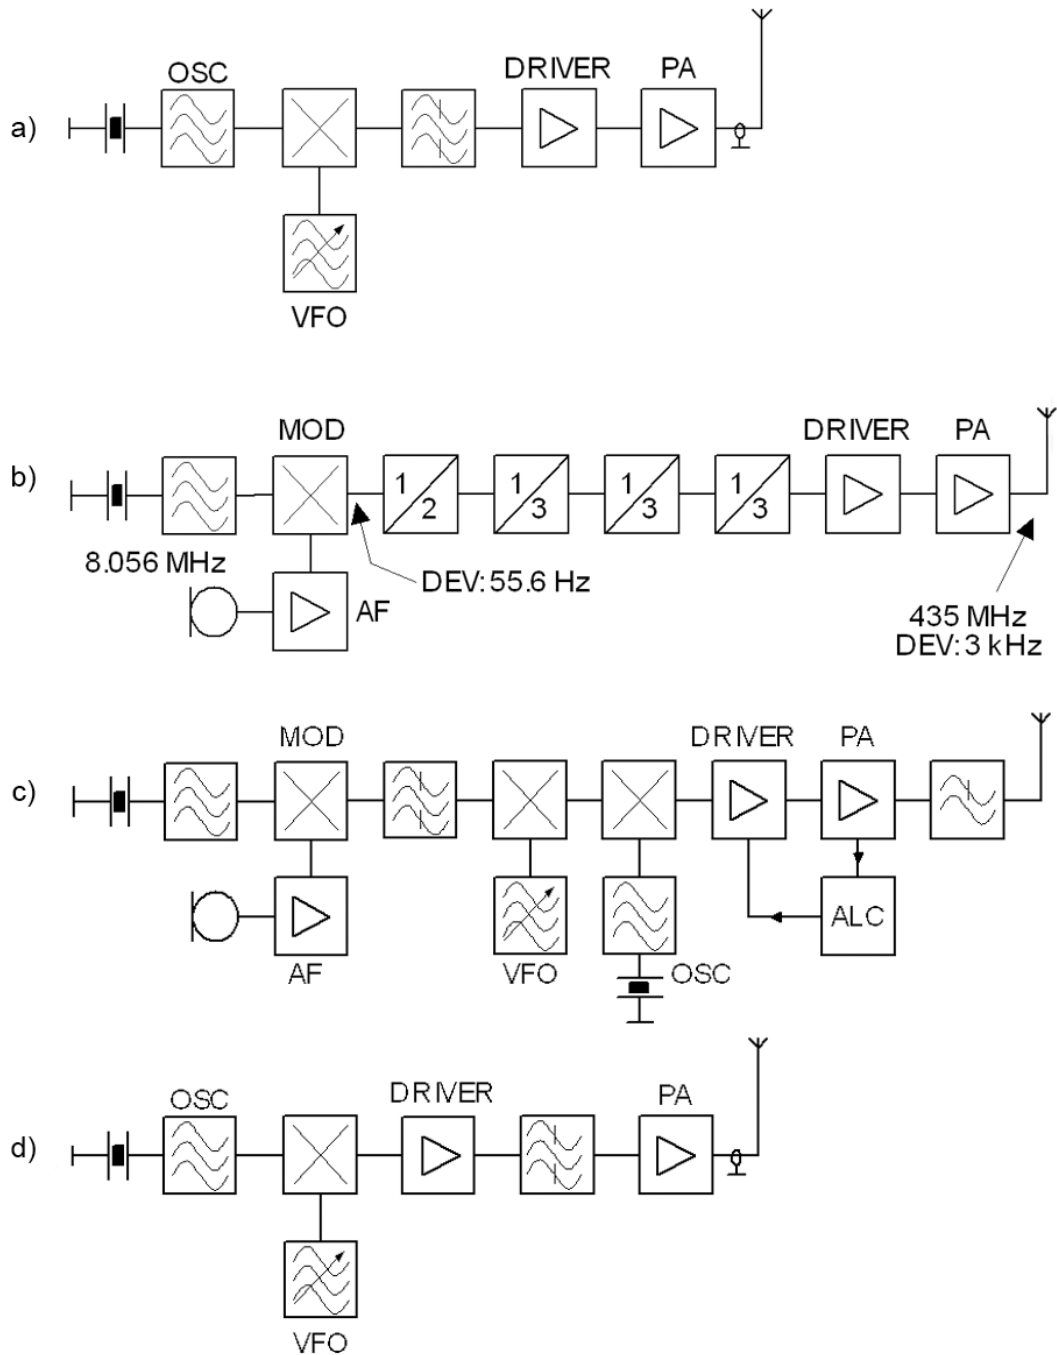 a)
OSC
DRIVER
PA
VFO
b)
MOD
DRIVER
PA
1
2
1
3
1
3
1
3
8.056 MHz
DEV: 55.6 Hz
AF
435 MHz
DEV: 3 kHz
c)
MOD
DRIVER
PA
ALC
AF
VFO
OSC
d)
OSC
DRIVER
PA
VFO